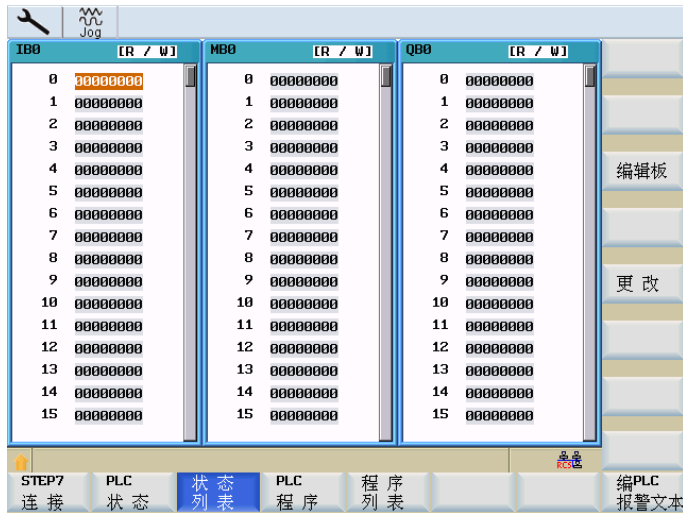 Jog
IB0 [R / W] MB0 [R / W] QB0 [R / W]
0 00000000 0 00000000 0 00000000
1 00000000 1 00000000 1 00000000
2 00000000 2 00000000 2 00000000
3 00000000 3 00000000 3 00000000
4 00000000 4 00000000 4 00000000
编辑板
5 00000000 5 00000000 5 00000000
6 00000000 6 00000000 6 00000000
7 00000000 7 00000000 7 00000000
8 00000000 8 00000000 8 00000000
9 00000000 9 00000000 9 00000000
更改
10 00000000 10 00000000 10 00000000
11 00000000 11 00000000 11 00000000
12 00000000 12 00000000 12 00000000
13 00000000 13 00000000 13 00000000
14 00000000 14 00000000 14 00000000
15 00000000 15 00000000 15 00000000
RCS
STEP7 PLC 状态 PLC 程序 编PLC
连接 状态 列表 程序 列表 报警文本